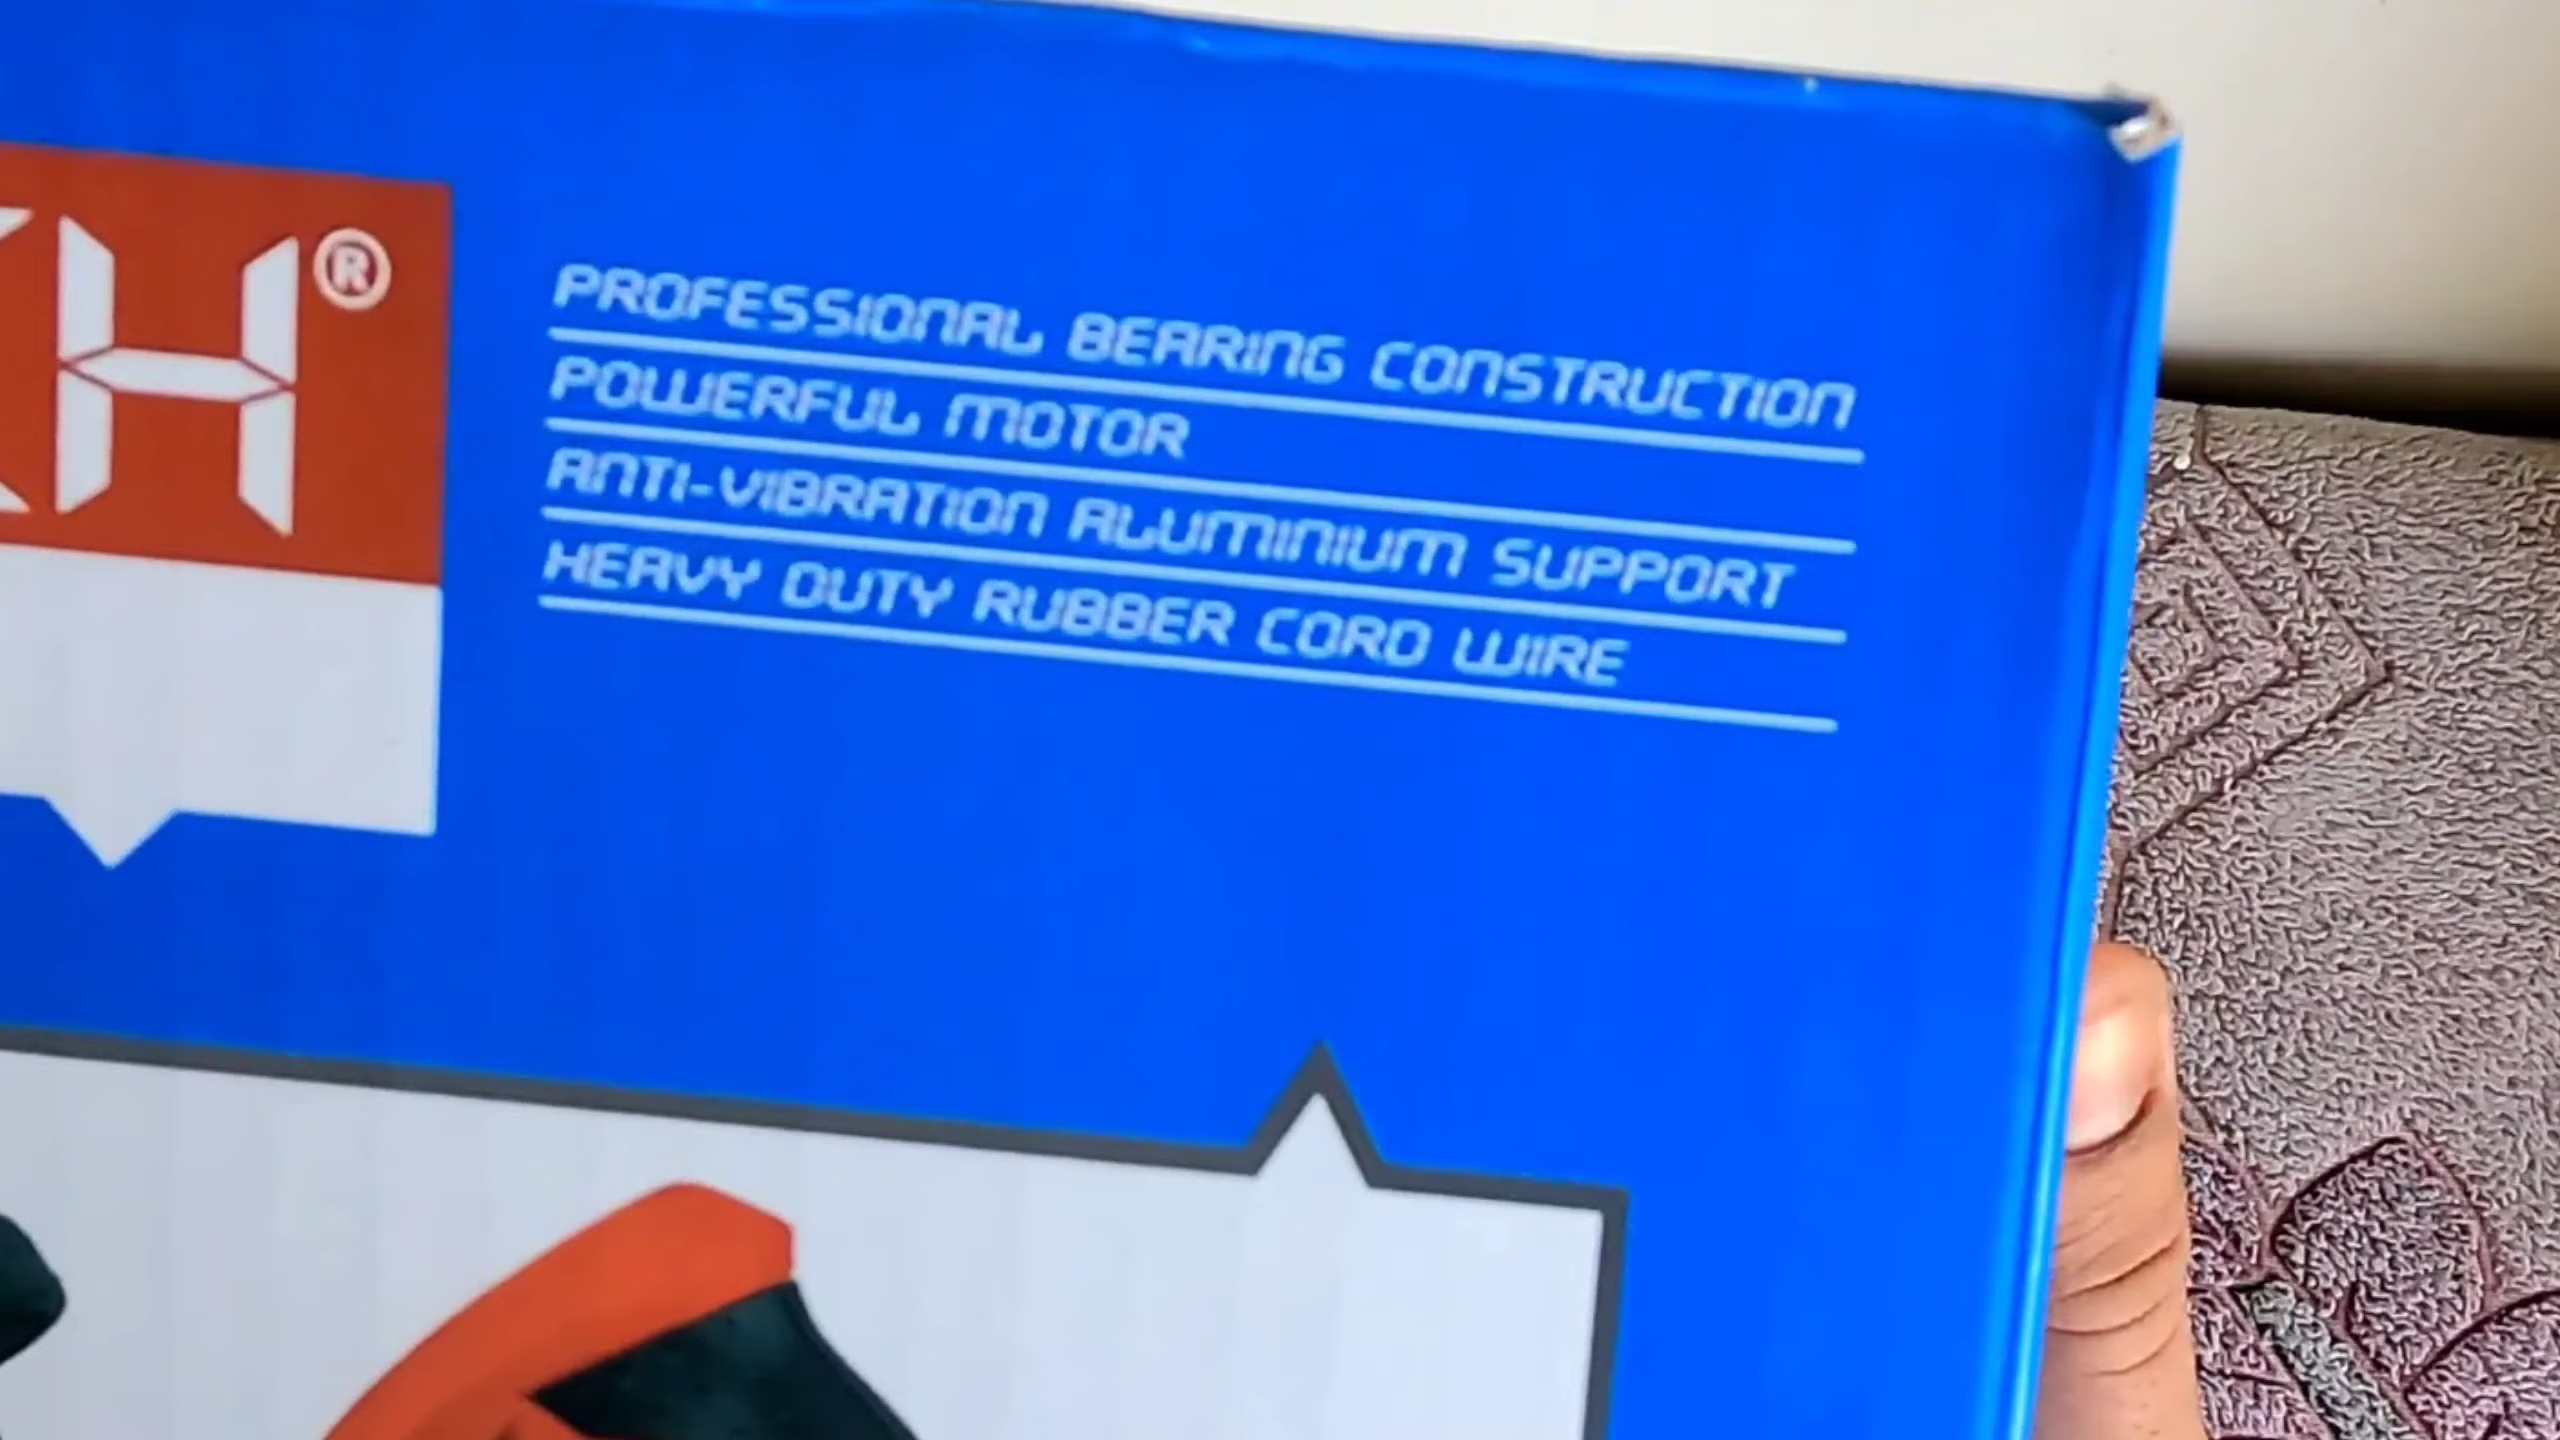 H®
PROFESSIONAL BEARING CONSTRUCTION
POWERFUL MOTOR
ANTI-VIBRATION ALUMINIUM SUPPORT
HEAVY DUTY RUBBER CORD WIRE